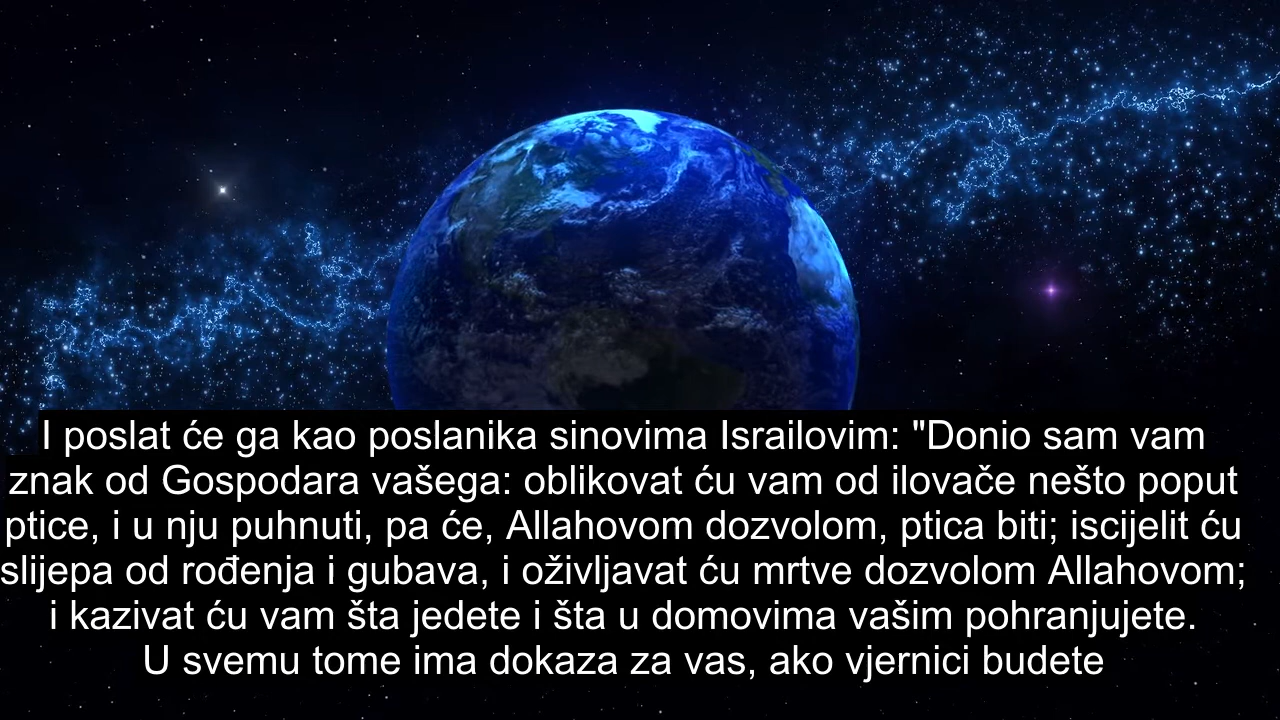 I poslat će ga kao poslanika sinovima Israilovim: "Donio sam vam
znak od Gospodara vašega: oblikovat ću vam od ilovače nešto poput
ptice, i u nju puhnuti, pa će, Allahovom dozvolom, ptica biti; iscijelit ću
slijepa od rođenja i gubava, i oživljavat ću mrtve dozvolom Allahovom;
i kazivat ću vam šta jedete i šta u domovima vašim pohranjujete.
U svemu tome ima dokaza za vas, ako vjernici budete